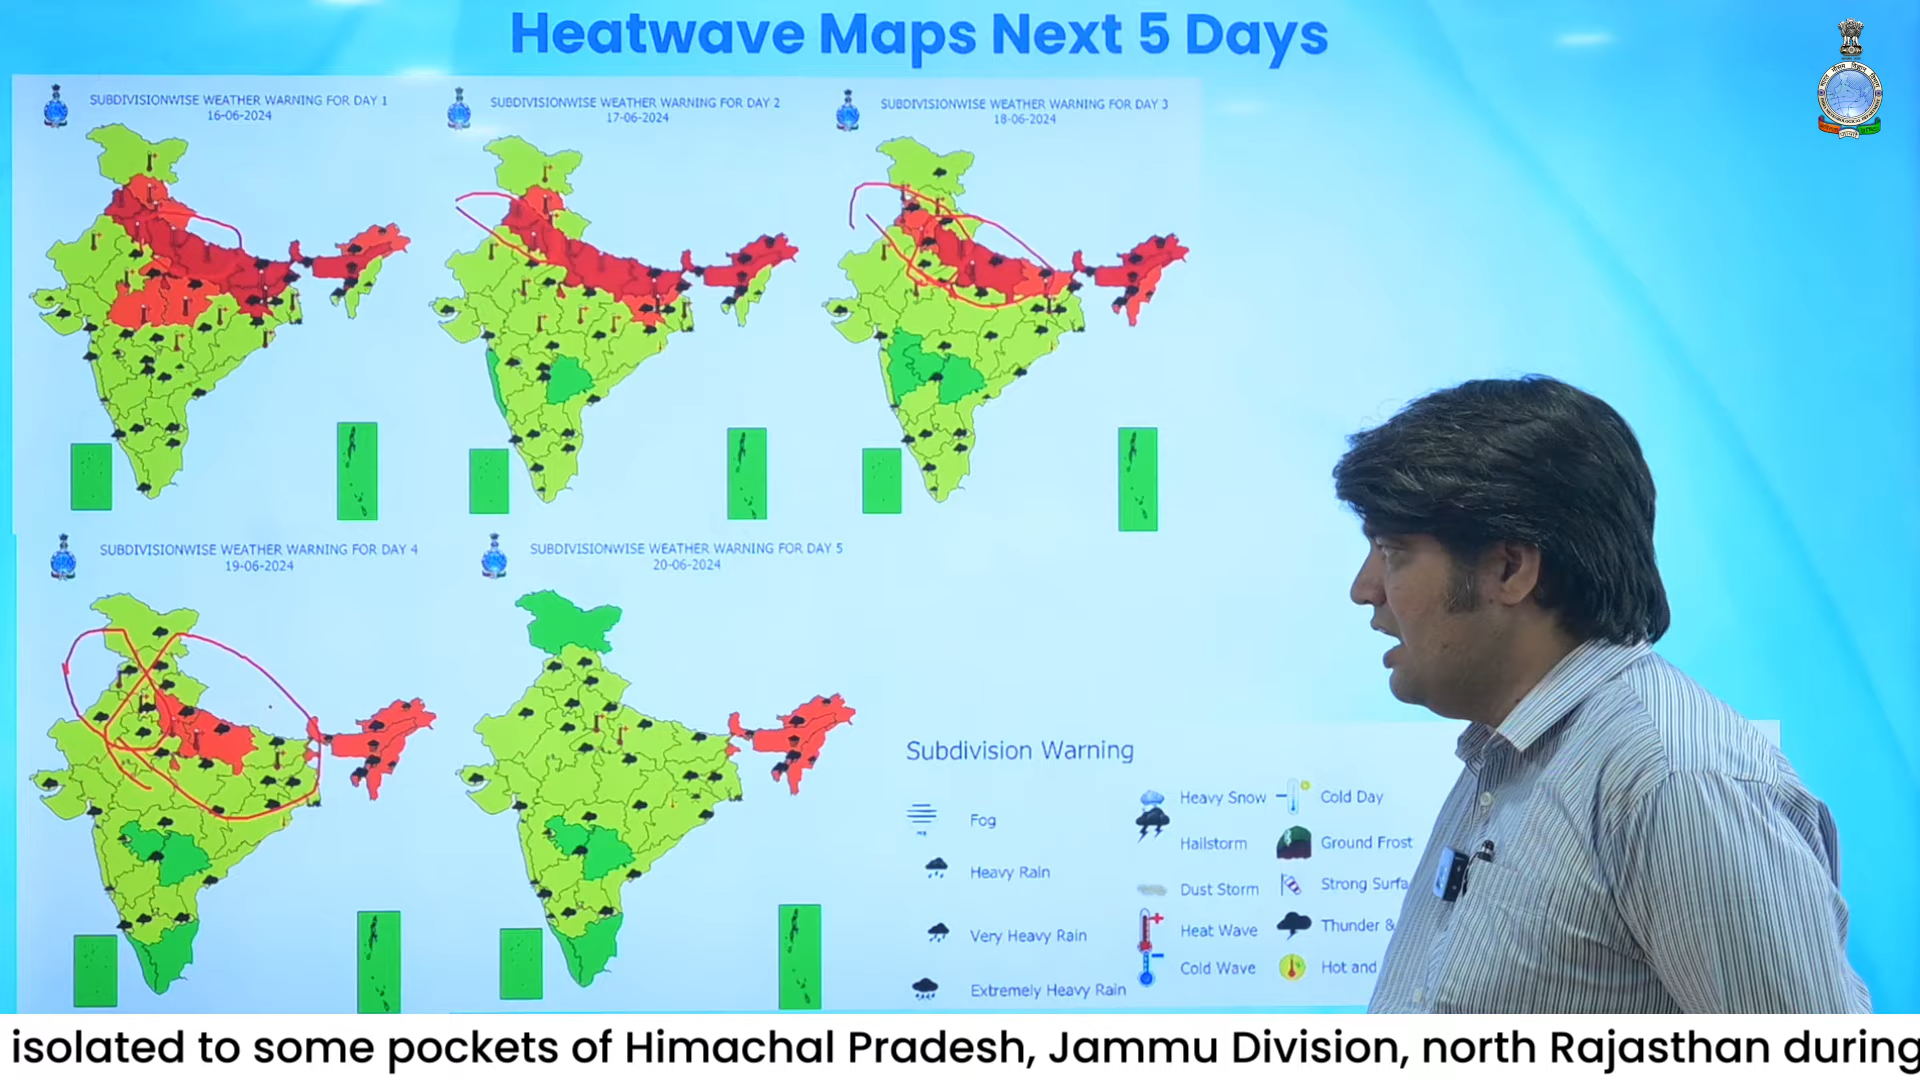 Heatwave Maps Next 5 Days
SUBDIVISIONWISE WEATHER WARNING FOR DAY 1
16-06-2024
SUBDIVISIONWISE WEATHER WARNING FOR DAY 2
17-06-2024
SUBDIVISIONWISE WEATHER WARNING FOR DAY 3
18-06-2024
SUBDIVISIONWISE WEATHER WARNING FOR DAY 4
19-06-2024
SUBDIVISIONWISE WEATHER WARNING FOR DAY 5
20-06-2024
Subdivision Warning
Fog
Heavy Rain
Very Heavy Rain
Extremely Heavy Rain
Heavy Snow
Hailstorm
Dust Storm
Heat Wave
Cold Wave
Cold Day
Ground Frost
Strong Surfa
Thunder &
Hot and
isolated to some pockets of Himachal Pradesh, Jammu Division, north Rajasthan during